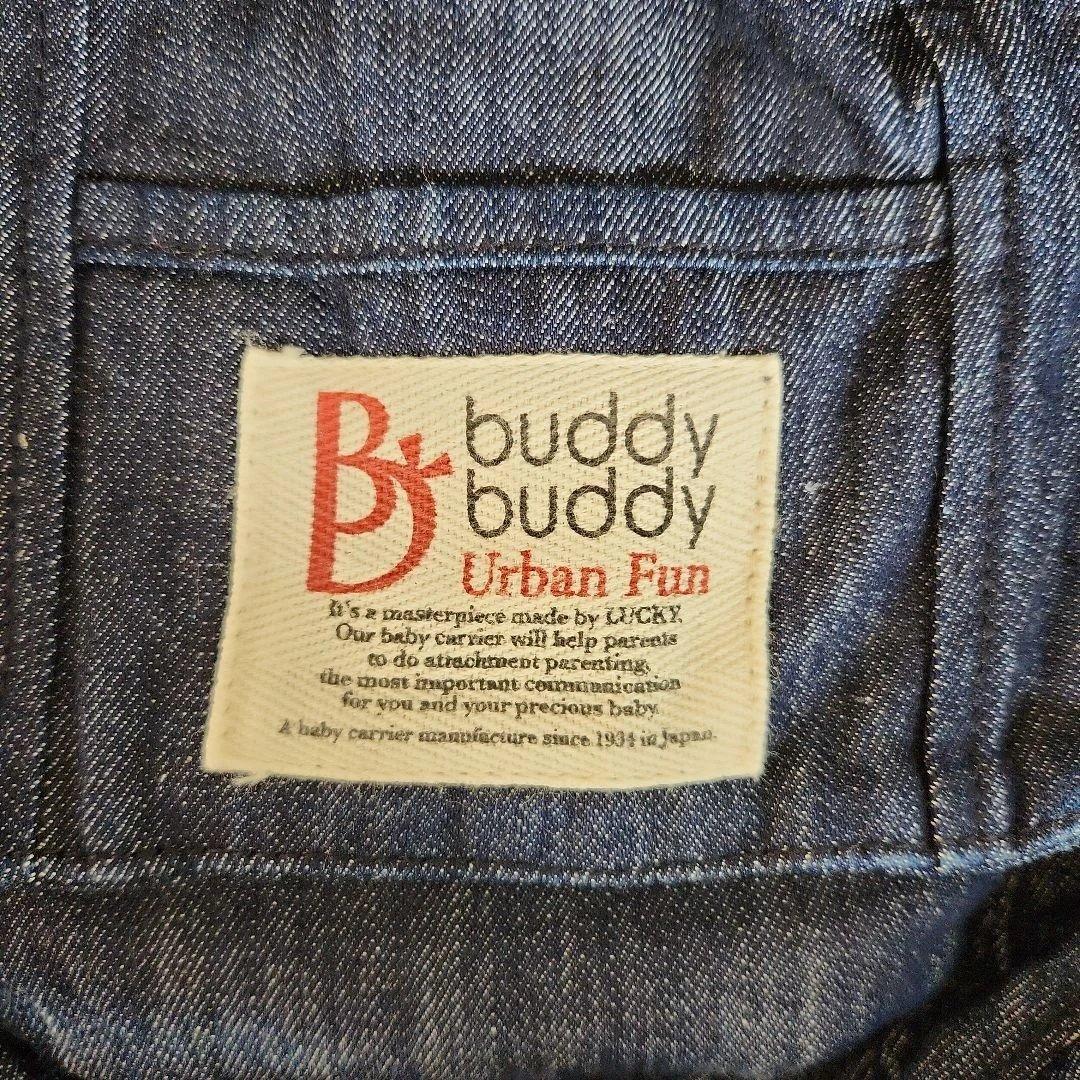 buddy
buddy
Urban Fun
It's a masterpiece made by LUCKY.
Our baby carrier will help parents
to do attachment parenting,
the most important communication
for you and your precious baby.
A baby carrier manufacture since 1934 in Japan.